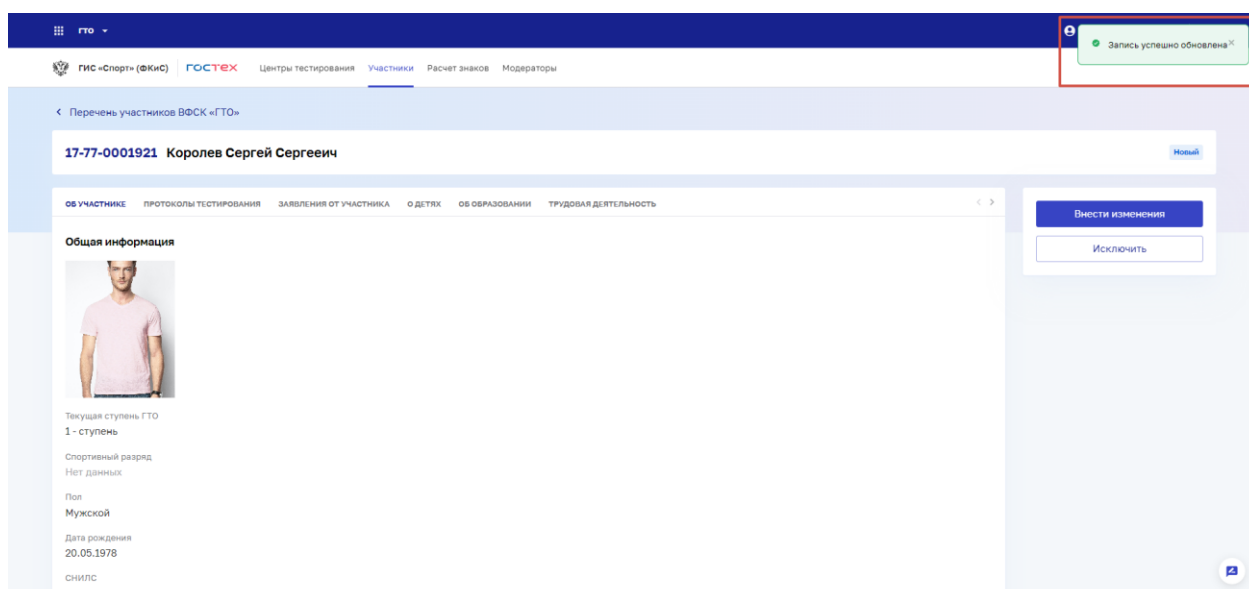 ГТО
Запись успешно обновлена
ГИС «Спорт» (ФКиС) ГОСТЕХ Центры тестирования Участники Расчет знаков Модераторы
Перечень участников ВФСК «ГТО»
17-77-0001921 Королев Сергей Сергееич
Новый
ОБ УЧАСТНИКЕ ПРОТОКОЛЫ ТЕСТИРОВАНИЯ ЗАЯВЛЕНИЯ ОТ УЧАСТНИКА О ДЕТЯХ ОБ ОБРАЗОВАНИИ ТРУДОВАЯ ДЕЯТЕЛЬНОСТЬ
Внести изменения
Исключить
Общая информация
Текущая ступень ГТО
1 - ступень
Спортивный разряд
Нет данных
Пол
Мужской
Дата рождения
20.05.1978
СНИЛС